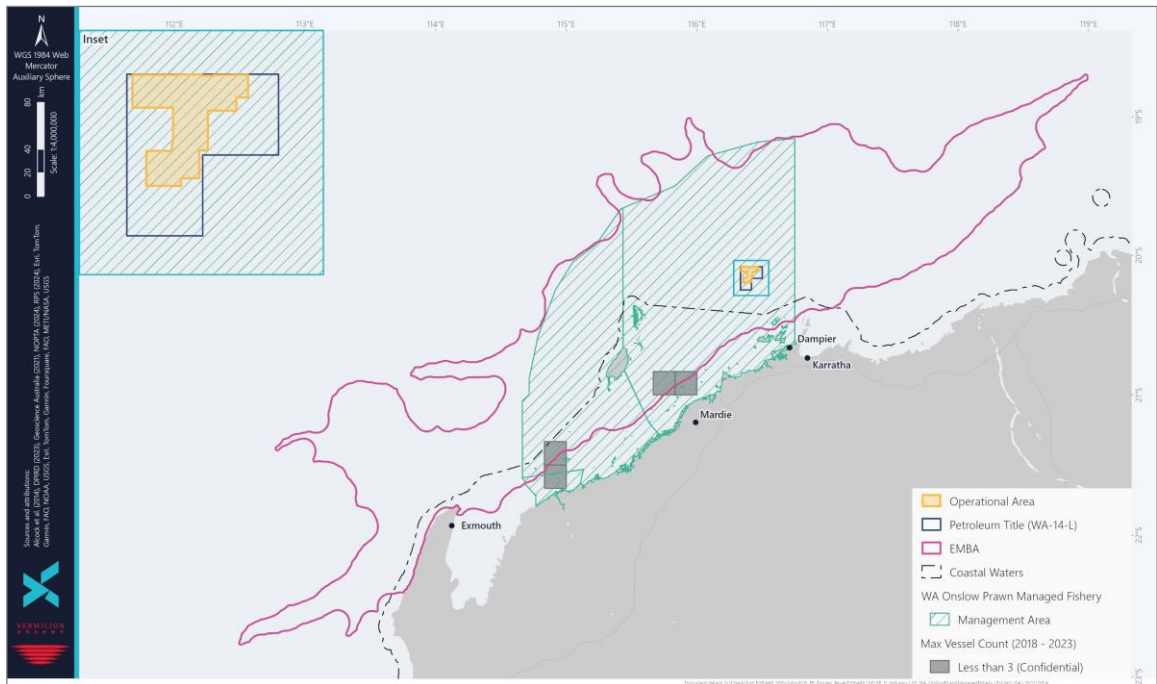 N
WGS 1984 Web
Mercator
Auxiliary Sphere
80
km
40
20
0
Scale: 1:4,000,000
Sources and attributions:
Alcock et al. (2014), DPIRD (2023), Geoscience Australia (2021), NOPTA (2024), RPS (2024), Esri, TomTom,
Garmin, FAO, NOAA, USGS, Esri, TomTom, Garmin, Foursquare, FAO, METI/NASA, USGS
VERMILION
ENERGY
Inset
112°E
113°E
114°E
115°E
116°E
117°E
118°E
119°E
19°S
20°S
21°S
22°S
23°S
Dampier
Karratha
Mardie
Exmouth
Operational Area
Petroleum Title (WA-14-L)
EMBA
Coastal Waters
WA Onslow Prawn Managed Fishery
Management Area
Max Vessel Count (2018 - 2023)
Less than 3 (Confidential)